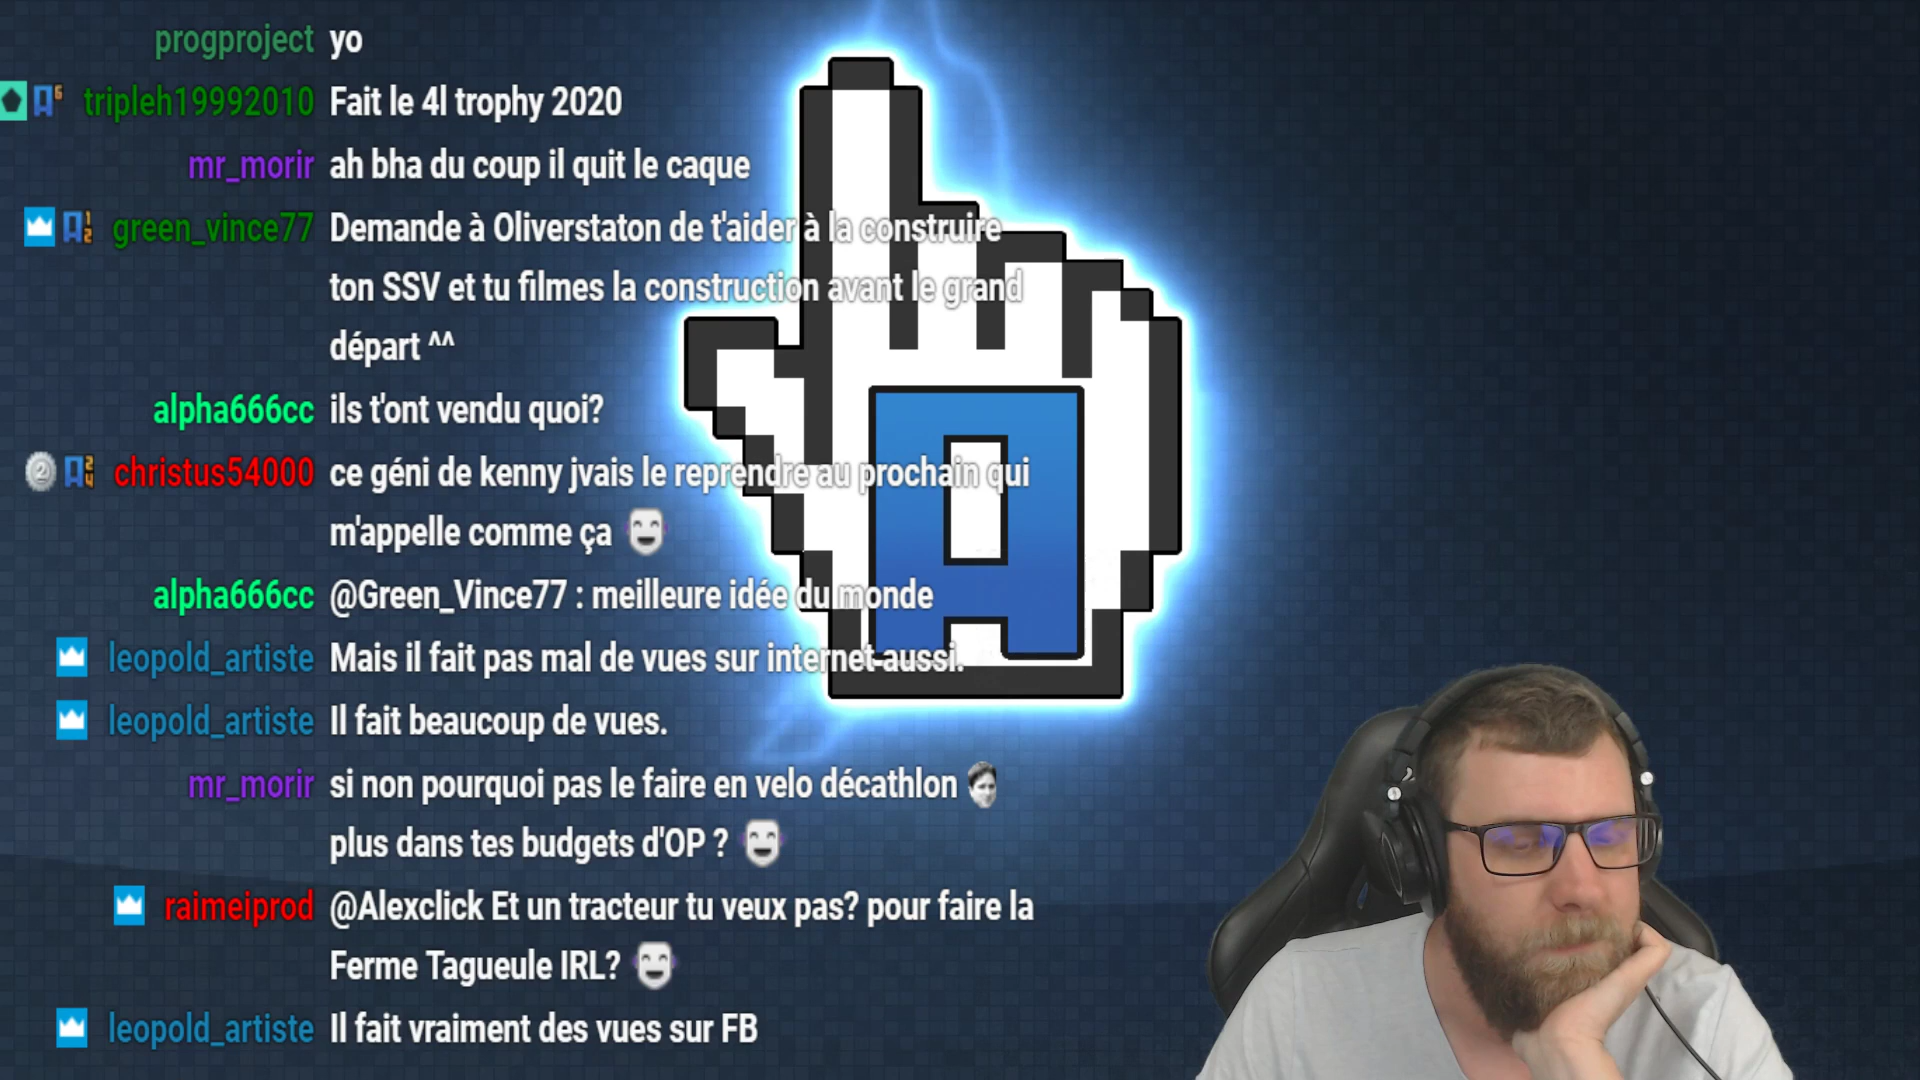 progproject yo
tripleh19992010 Fait le 4l trophy 2020
mr_morir ah bha du coup il quit le caque
green_vince77 Demande à Oliverstaton de t'aider à la construire
ton SSV et tu filmes la construction avant le grand
départ ^^
alpha666cc ils t'ont vendu quoi?
christus54000 ce géni de kenny jvais le reprendre au prochain qui
m'appelle comme ça
alpha666cc @Green_Vince77 : meilleure idée du monde
leopold_artiste Mais il fait pas mal de vues sur internet aussi.
leopold_artiste Il fait beaucoup de vues.
mr_morir si non pourquoi pas le faire en velo décathlon
plus dans tes budgets d'OP ?
raimeiprod @Alexclick Et un tracteur tu veux pas? pour faire la
Ferme Tagueule IRL?
leopold_artiste Il fait vraiment des vues sur FB
A